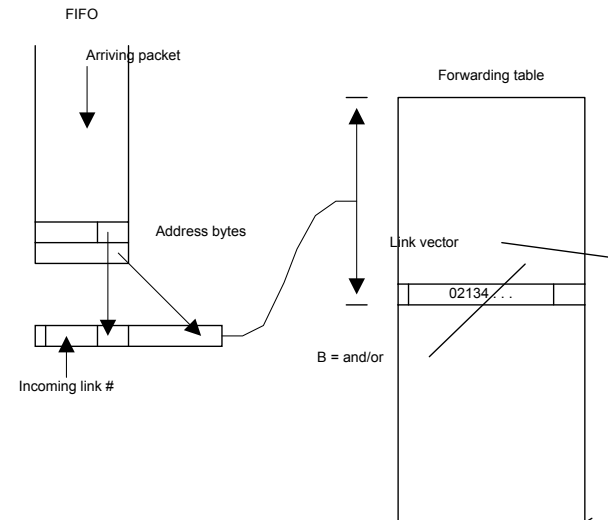 FIFO
Arriving packet
Forwarding table
Address bytes
Link vector
02134 . . .
B = and/or
Incoming link #